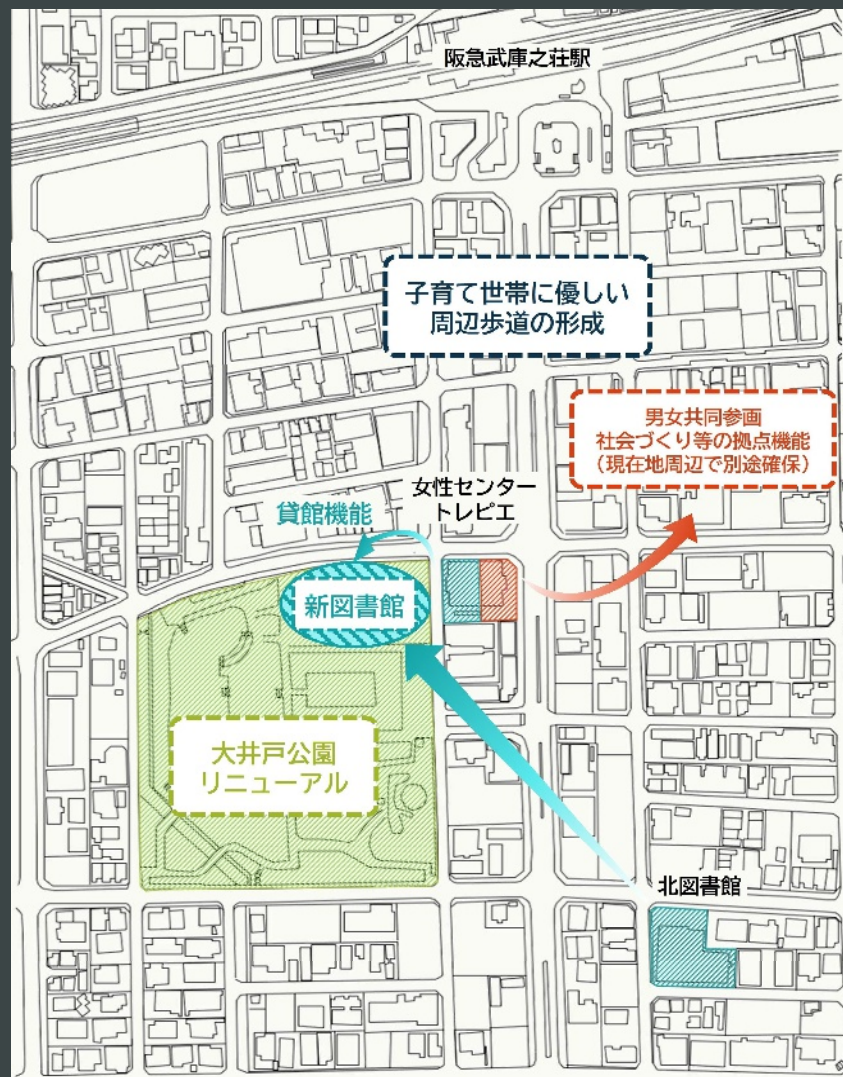 阪急武庫之荘駅
子育て世帯に優しい
周辺歩道の形成
男女共同参画
社会づくり等の拠点機能
（現在地周辺で別途確保）
女性センター
トレピエ
貸館機能
新図書館
大井戸公園
リニューアル
北図書館